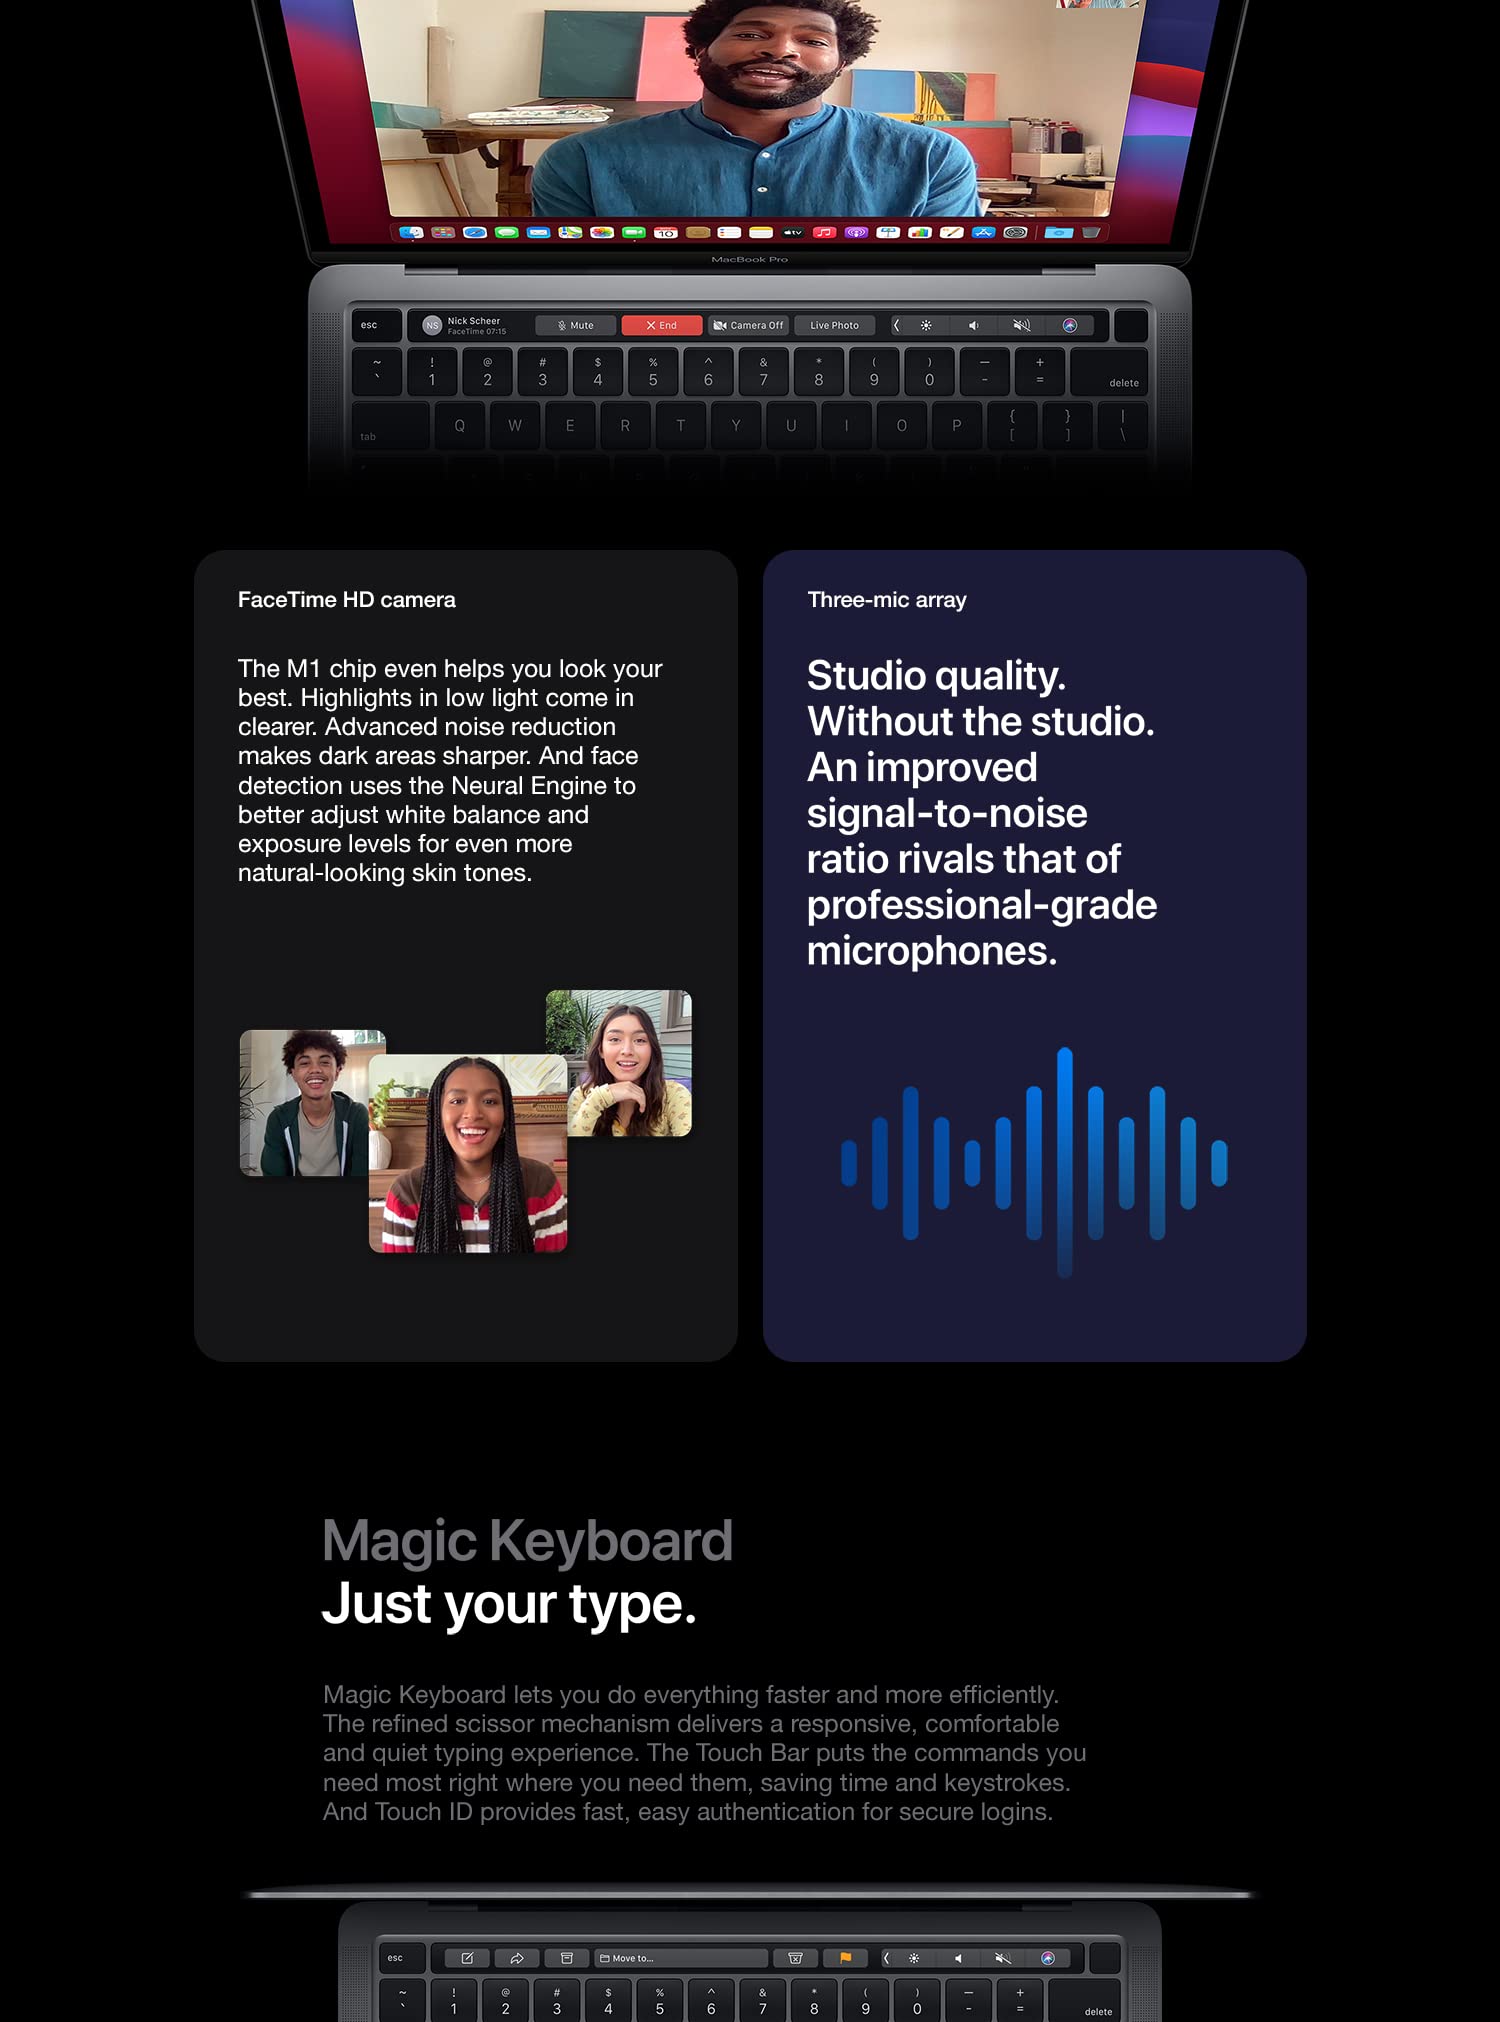 10
tv
MacBook Pro
esc
NS
Nick Scheer
FaceTime 07:15
Mute
End
Camera Off
Live Photo
~ ! @ # $ % ^ & * ( ) — +
` 1 2 3 4 5 6 7 8 9 0 - = delete
tab Q W E R T Y U I O P { [ } ] | \
FaceTime HD camera
The M1 chip even helps you look your
best. Highlights in low light come in
clearer. Advanced noise reduction
makes dark areas sharper. And face
detection uses the Neural Engine to
better adjust white balance and
exposure levels for even more
natural-looking skin tones.
Three-mic array
Studio quality.
Without the studio.
An improved
signal-to-noise
ratio rivals that of
professional-grade
microphones.
Magic Keyboard
Just your type.
Magic Keyboard lets you do everything faster and more efficiently.
The refined scissor mechanism delivers a responsive, comfortable
and quiet typing experience. The Touch Bar puts the commands you
need most right where you need them, saving time and keystrokes.
And Touch ID provides fast, easy authentication for secure logins.
esc
Move to...
~ ! @ # $ % ^ & * ( ) — +
` 1 2 3 4 5 6 7 8 9 0 - = delete